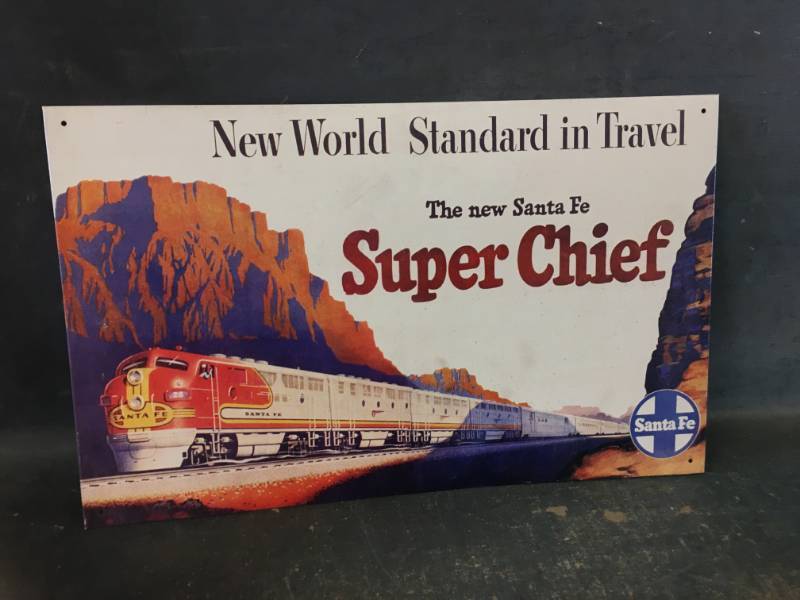 New World Standard in Travel
The new Santa Fe
Super Chief
SANTA FE
SANTA FE
Santa Fe